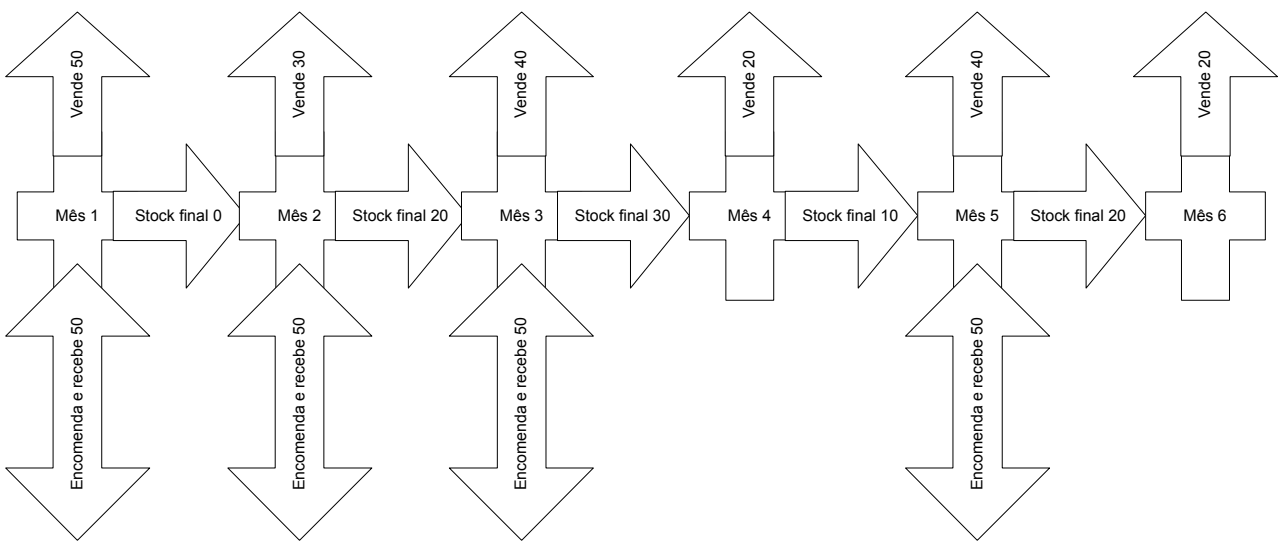 Vende 50
Vende 30
Vende 40
Vende 20
Vende 40
Vende 20
Mês 1
Stock final 0
Mês 2
Stock final 20
Mês 3
Stock final 30
Mês 4
Stock final 10
Mês 5
Stock final 20
Mês 6
Encomenda e recebe 50
Encomenda e recebe 50
Encomenda e recebe 50
Encomenda e recebe 50